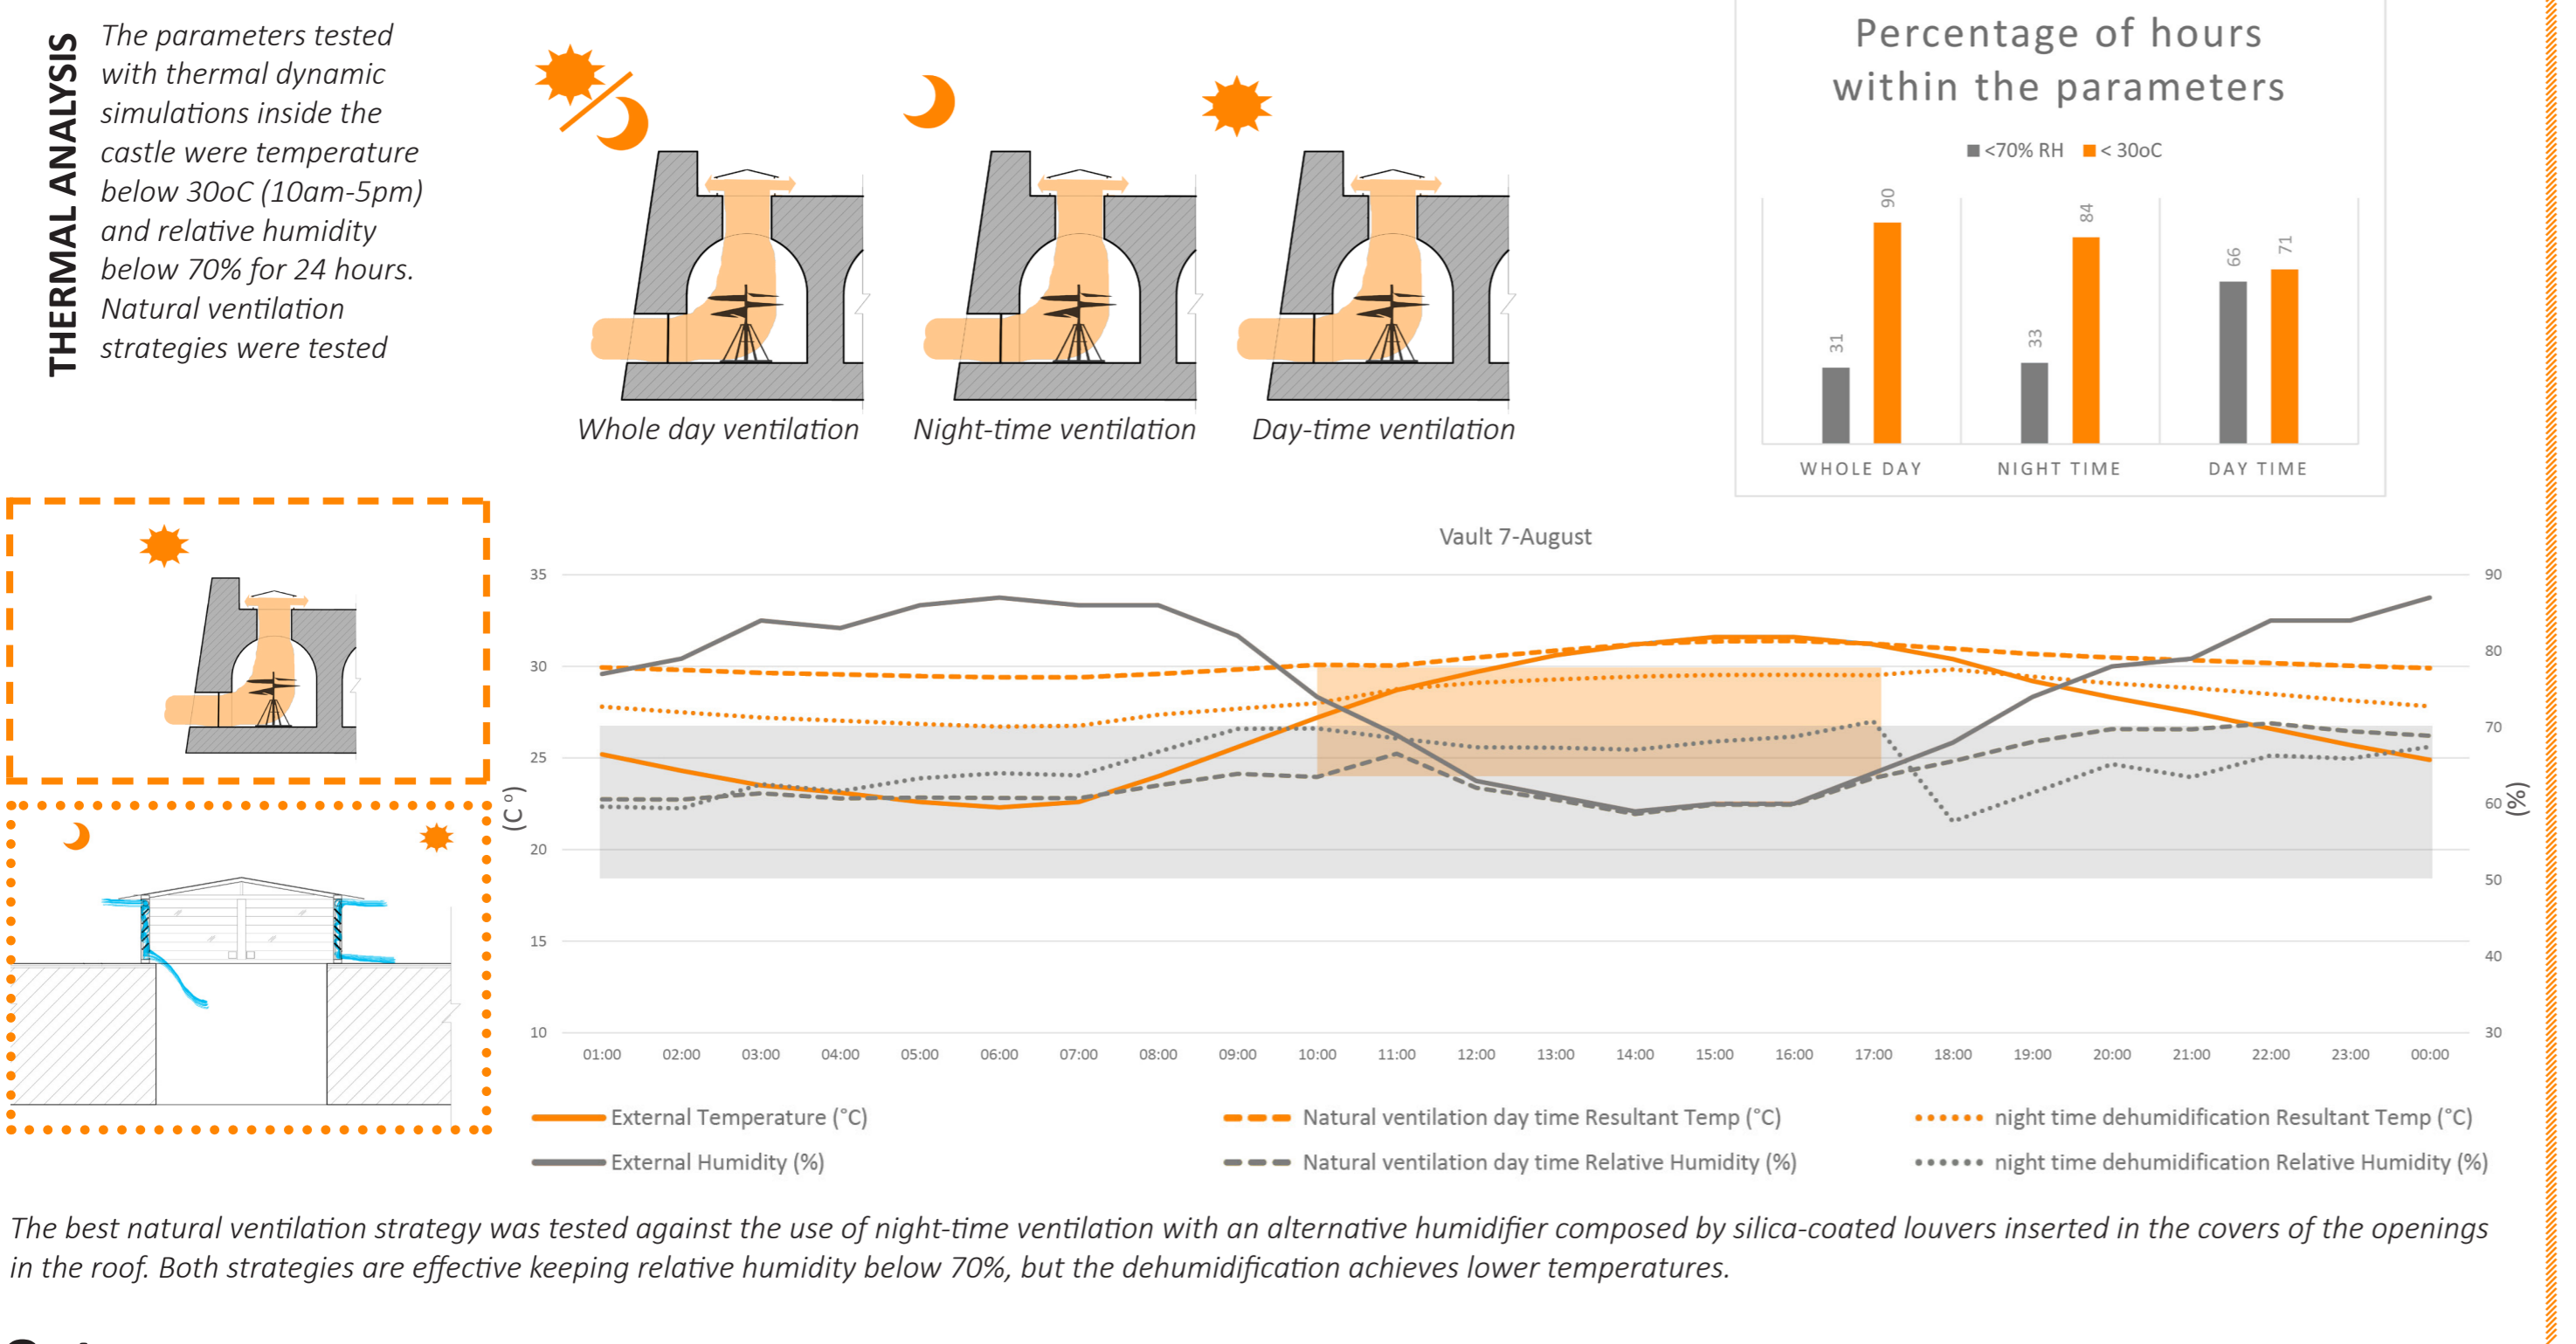 THERMAL ANALYSIS
The parameters tested
with thermal dynamic
simulations inside the
castle were temperature
below 30oC (10am-5pm)
and relative humidity
below 70% for 24 hours.
Natural ventilation
strategies were tested
Whole day ventilation
Night-time ventilation
Day-time ventilation
Percentage of hours
within the parameters
<70% RH
< 30oC
31
90
33
84
66
71
WHOLE DAY
NIGHT TIME
DAY TIME
Vault 7-August
35
30
25
20
15
10
(C º)
90
80
70
60
50
40
30
(%)
01:00 02:00 03:00 04:00 05:00 06:00 07:00 08:00 09:00 10:00 11:00 12:00 13:00 14:00 15:00 16:00 17:00 18:00 19:00 20:00 21:00 22:00 23:00 00:00
External Temperature (°C)
Natural ventilation day time Resultant Temp (°C)
night time dehumidification Resultant Temp (°C)
External Humidity (%)
Natural ventilation day time Relative Humidity (%)
night time dehumidification Relative Humidity (%)
The best natural ventilation strategy was tested against the use of night-time ventilation with an alternative humidifier composed by silica-coated louvers inserted in the covers of the openings
in the roof. Both strategies are effective keeping relative humidity below 70%, but the dehumidification achieves lower temperatures.